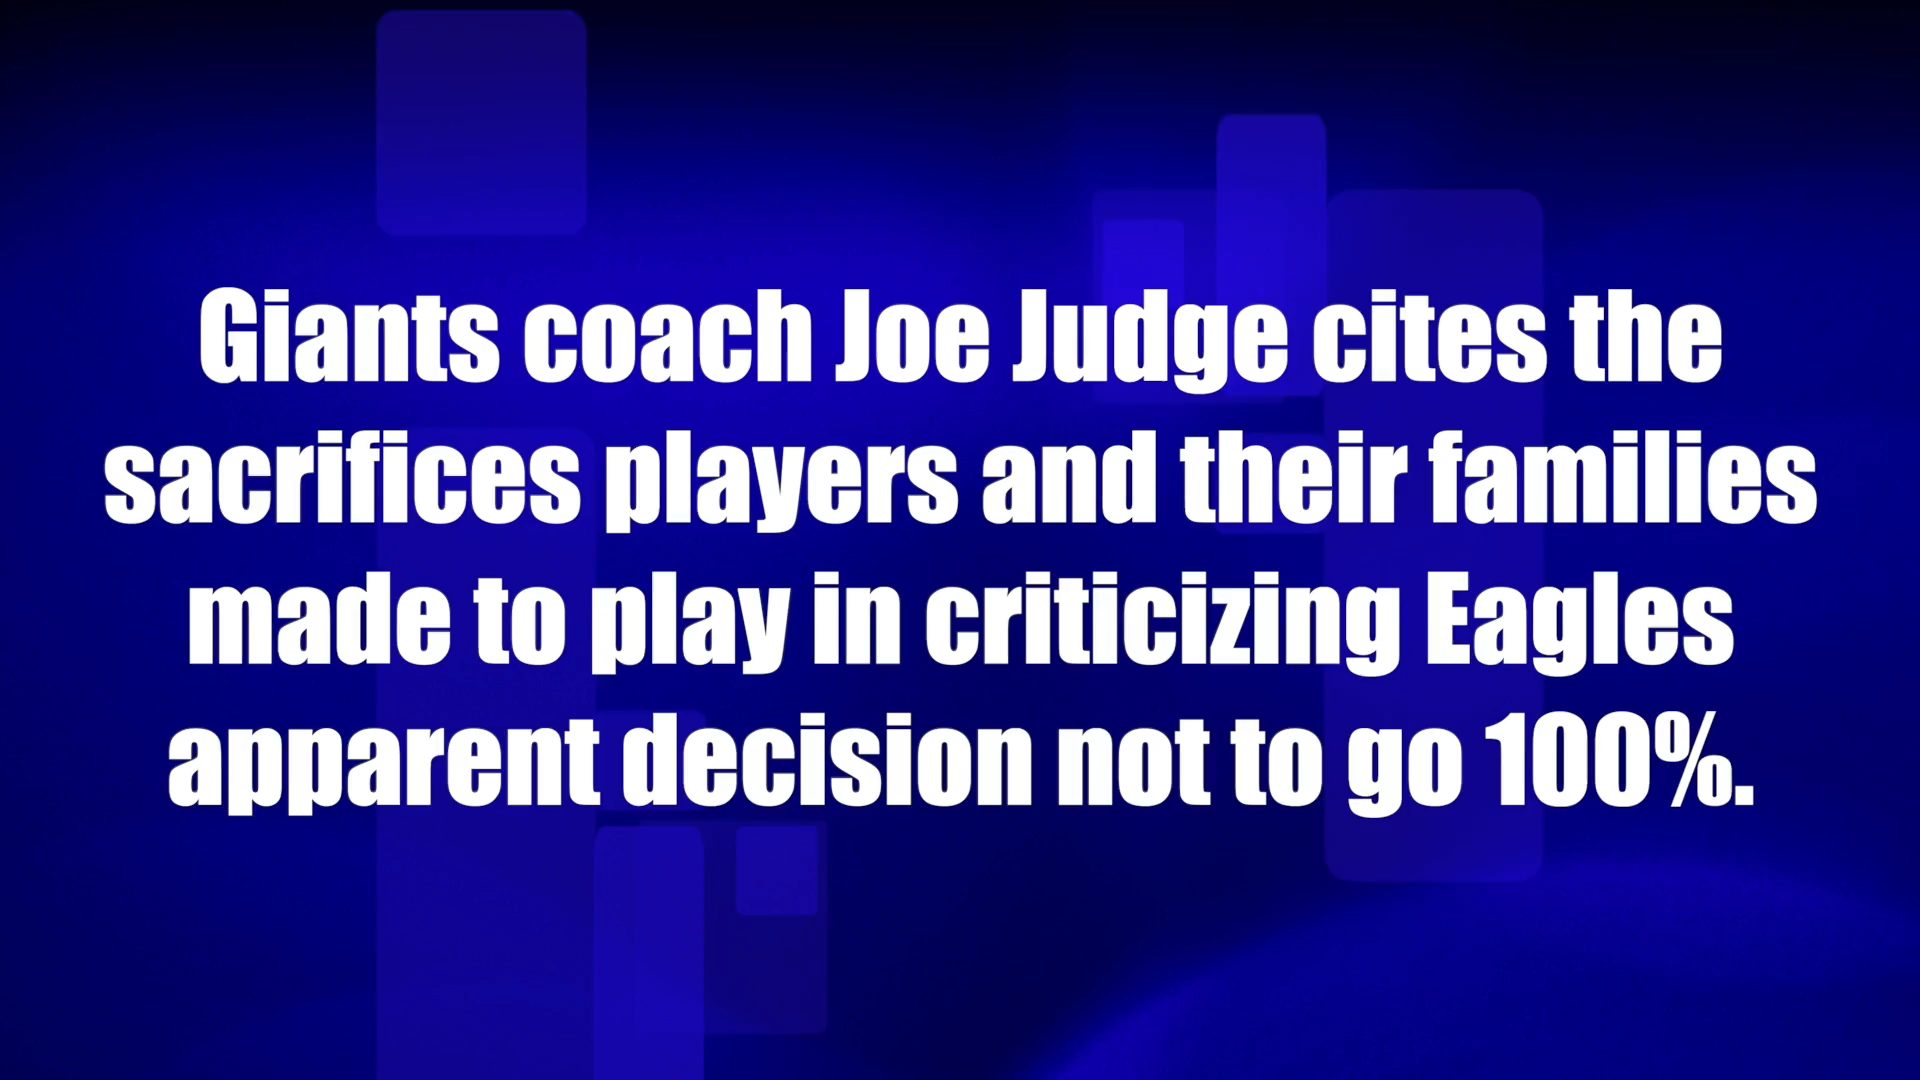 Giants coach Joe Judge cites the
sacrifices players and their families
made to play in criticizing Eagles
apparent decision not to go 100%.